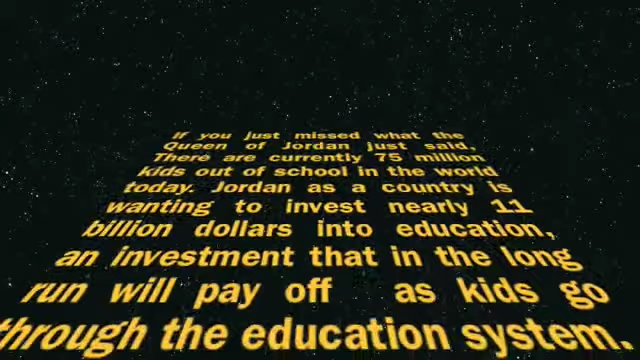 If you just missed what the
Queen of Jordan just said,
There are currently 75 million
kids out of school in the world
today. Jordan as a country is
wanting to invest nearly 11
billion dollars into education,
an investment that in the long
run will pay off as kids go
through the education system.